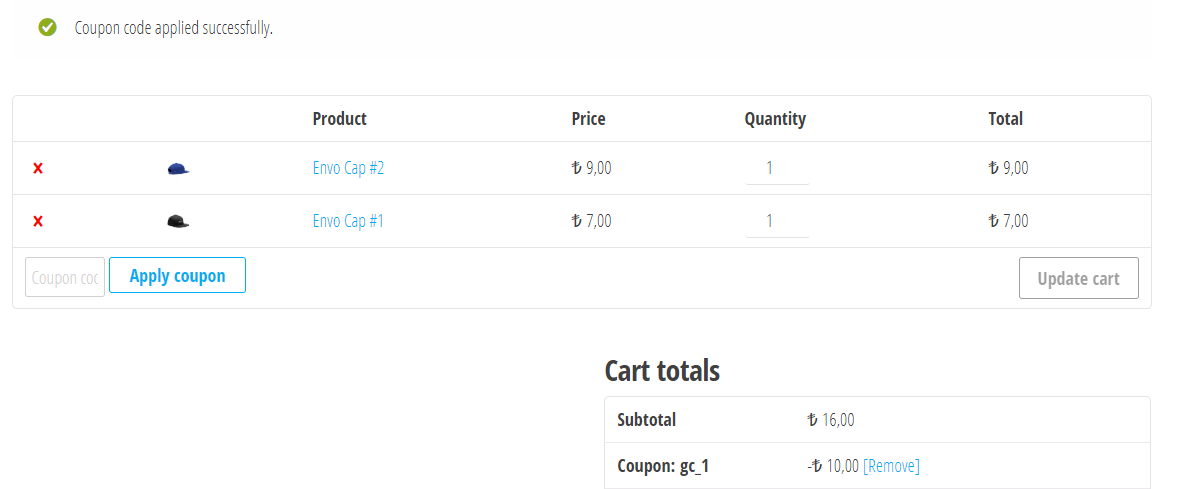 Coupon code applied successfully.
Product Price Quantity Total
Envo Cap #2 ₺ 9,00 1 ₺ 9,00
Envo Cap #1 ₺ 7,00 1 ₺ 7,00
Coupon Apply coupon Update cart
Cart totals
Subtotal ₺ 16,00
Coupon: gc_1 -₺ 10,00 [Remove]